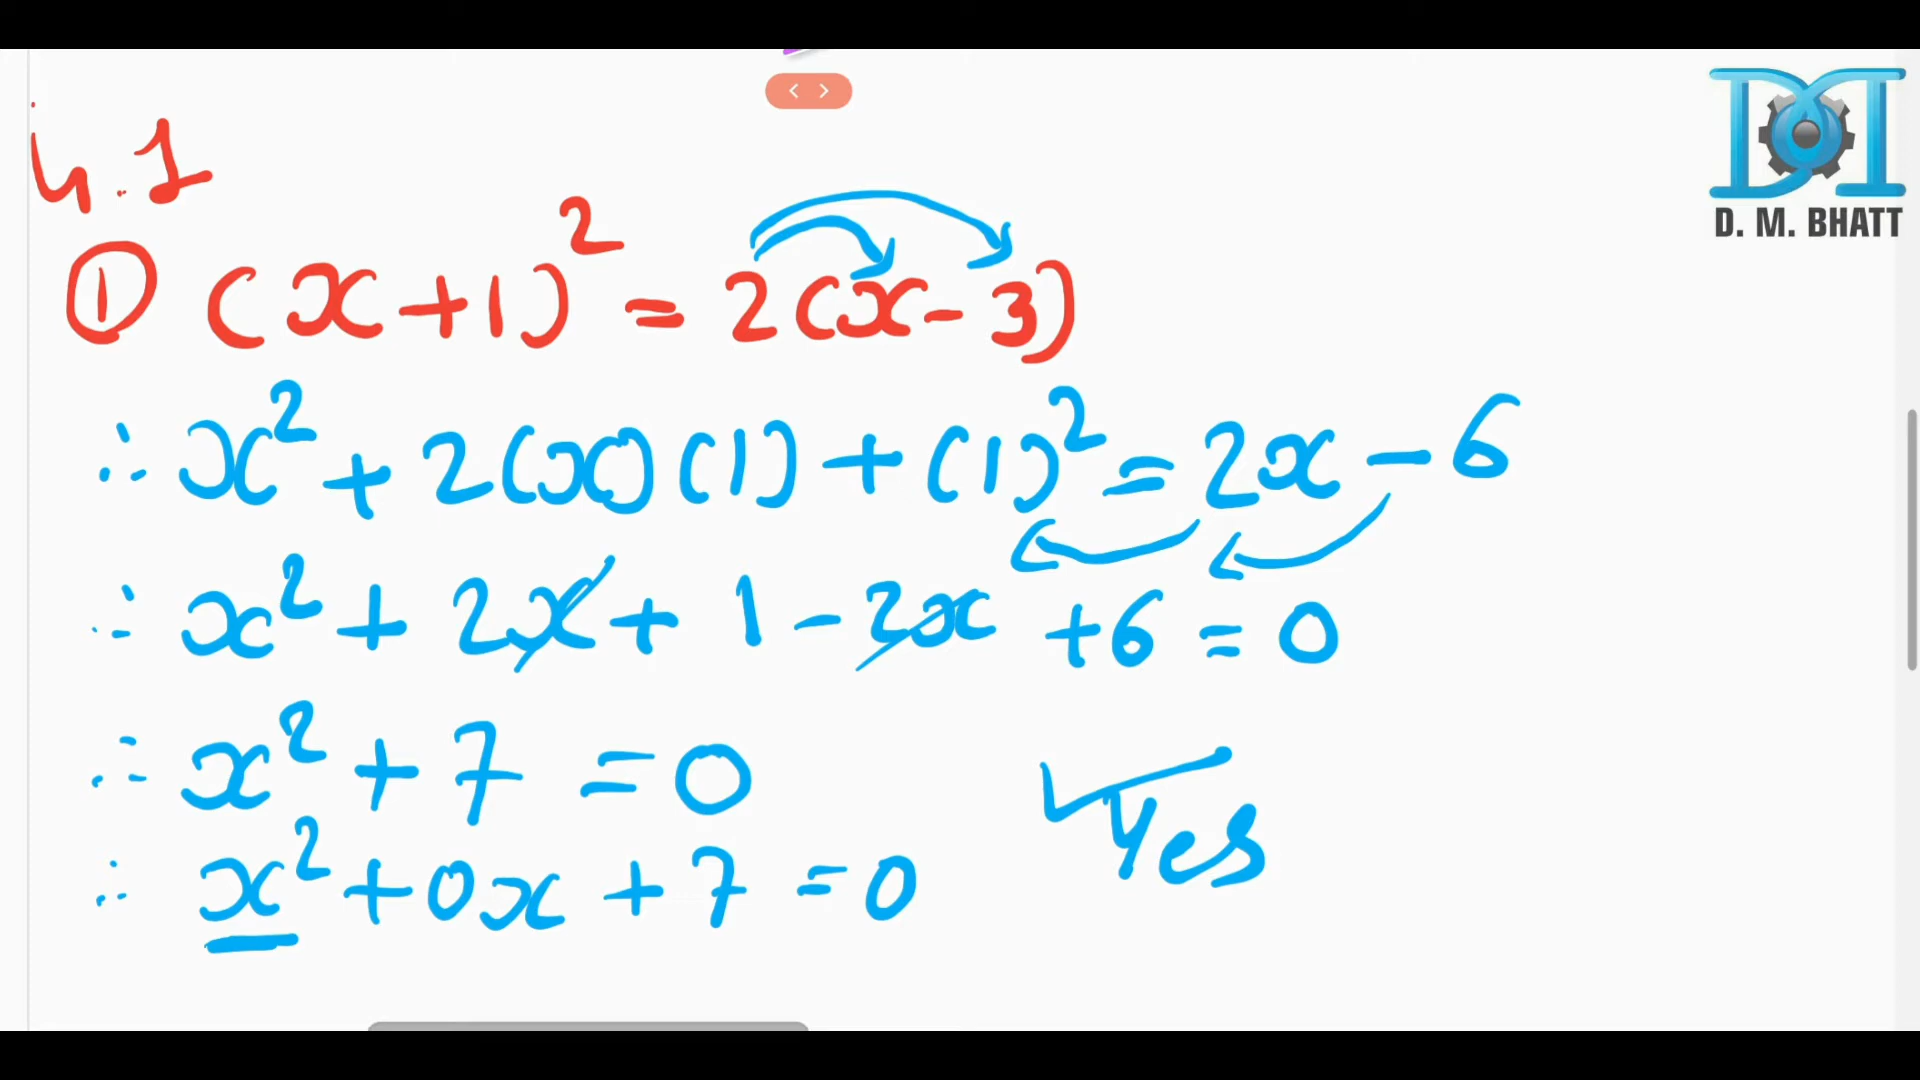 4.1
① (x+1)² = 2(x-3)
∴ x² + 2(x)(1) + (1)² = 2x - 6
∴ x² + 2x + 1 - 2x + 6 = 0
∴ x² + 7 = 0
∴ x² + 0x + 7 = 0
Yes
D. M. BHATT